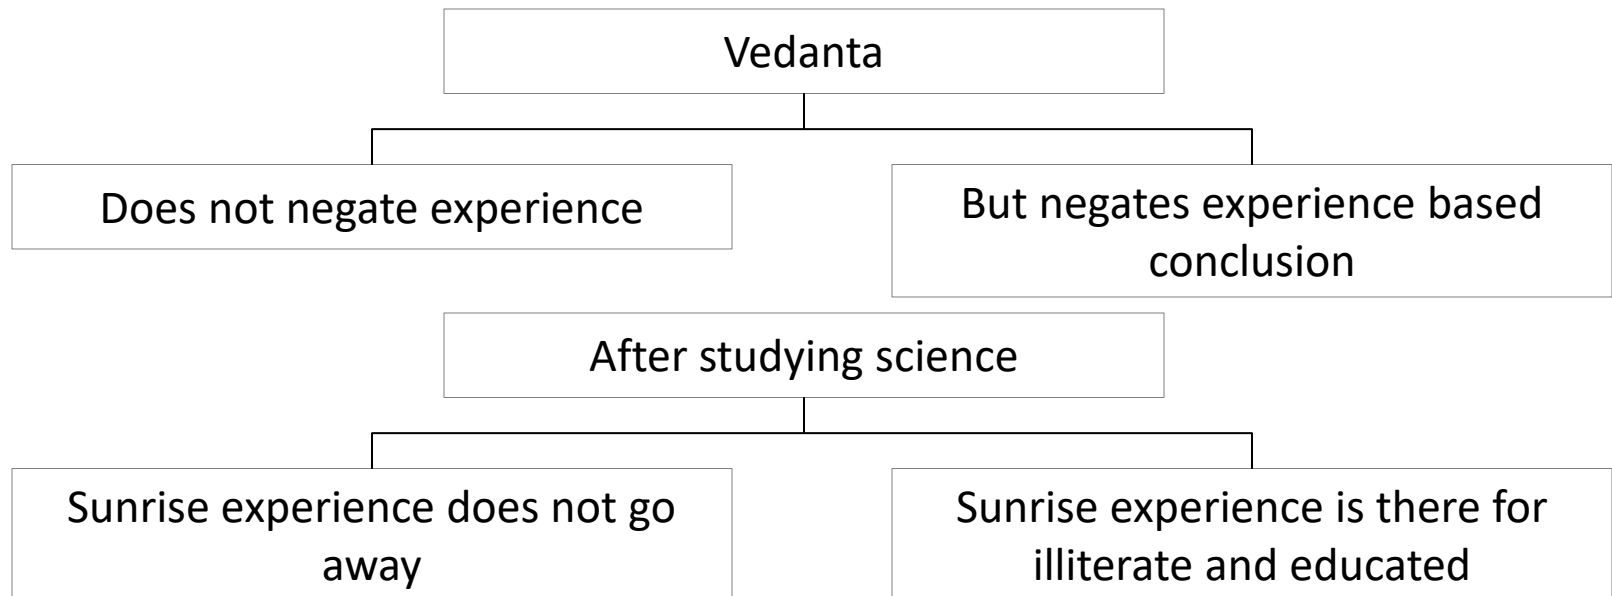 Vedanta
Does not negate experience
But negates experience based
conclusion
After studying science
Sunrise experience does not go
away
Sunrise experience is there for
illiterate and educated